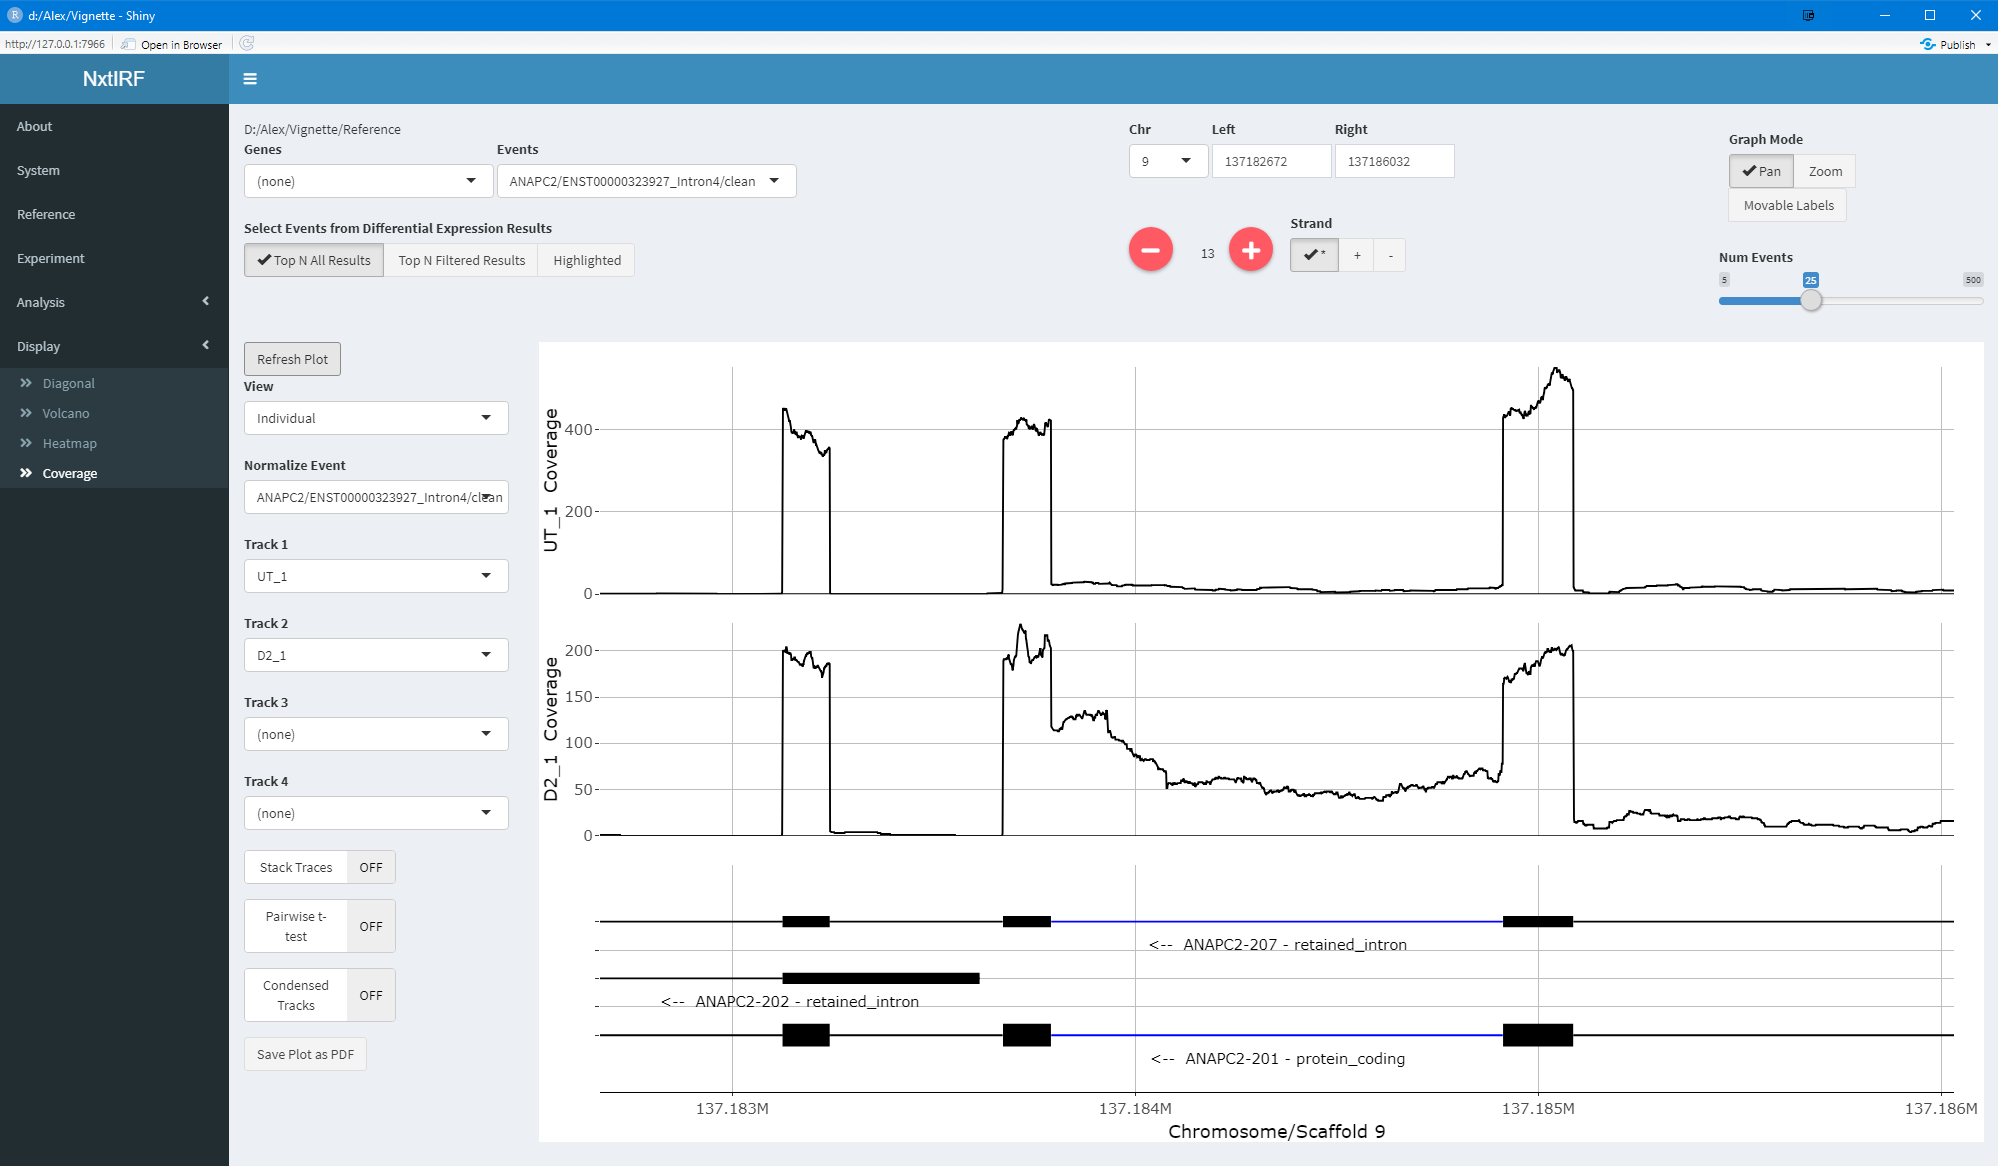 d:/Alex/Vignette - Shiny
http://127.0.0.1:7966
Open in Browser
Publish
NxtIRF
About
System
Reference
Experiment
Analysis
Display
Diagonal
Volcano
Heatmap
Coverage
D:/Alex/Vignette/Reference
Genes
Events
(none)
ANAPC2/ENST00000323927_Intron4/clean
Select Events from Differential Expression Results
Top N All Results
Top N Filtered Results
Highlighted
Chr
Left
Right
9
137182672
137186032
13
Strand
*
+
-
Graph Mode
Pan
Zoom
Movable Labels
Num Events
5
25
500
Refresh Plot
View
Individual
Normalize Event
ANAPC2/ENST00000323927_Intron4/clean
Track 1
UT_1
Track 2
D2_1
Track 3
(none)
Track 4
(none)
Stack Traces OFF
Pairwise t-
test
OFF
Condensed
Tracks
OFF
Save Plot as PDF
UT_1 Coverage
400
200
0
D2_1 Coverage
200
150
100
50
0
<-- ANAPC2-207 - retained_intron
<-- ANAPC2-202 - retained_intron
<-- ANAPC2-201 - protein_coding
137.183M
137.184M
137.185M
137.186M
Chromosome/Scaffold 9